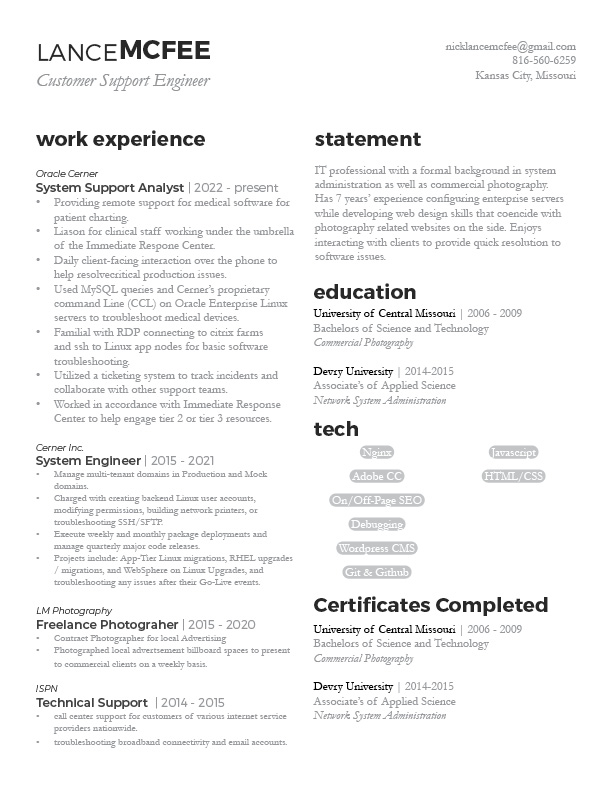 LANCEMCFEE
Customer Support Engineer
nicklancemcfee@gmail.com
816-560-6259
Kansas City, Missouri
work experience
Oracle Cerner
System Support Analyst | 2022 - present
• Providing remote support for medical software for
patient charting.
• Liason for clinical staff working under the umbrella
of the Immediate Respone Center.
• Daily client-facing interaction over the phone to
help resolvecritical production issues.
• Used MySQL queries and Cerner's proprietary
command Line (CCL) on Oracle Enterprise Linux
servers to troubleshoot medical devices.
• Familiar with RDP connecting to citrix farms
and ssh to Linux app nodes for basic software
troubleshooting.
• Utilized a ticketing system to track incidents and
collaborate with other support teams.
• Worked in accordance with Immediate Response
Center to help engage tier 2 or tier 3 resources.
Cerner Inc.
System Engineer | 2015 - 2021
• Manage multi-tenant domains in Production and Mock
domains.
• Charged with creating backend Linux user accounts,
modifying permissions, building network printers, or
troubleshooting SSH/SFTP.
• Execute weekly and monthly package deployments and
manage quarterly major code releases.
• Projects include: App-Tier Linux migrations, RHEL upgrades
/ migrations, and WebSphere on Linux Upgrades, and
troubleshooting any issues after their Go-Live events.
LM Photography
Freelance Photograher | 2015 - 2020
• Contract Photographer for local Advertising
• Photographed local advertsement billboard spaces to present
to commercial clients on a weekly basis.
ISPN
Technical Support | 2014 - 2015
• call center support for customers of various internet service
providers nationwide.
• troubleshooting broadband connectivity and email accounts.
statement
IT professional with a formal background in system
administration as well as commercial photography.
Has 7 years' experience configuring enterprise servers
while developing web design skills that coincide with
photography related websites on the side. Enjoys
interacting with clients to provide quick resolution to
software issues.
education
University of Central Missouri | 2006 - 2009
Bachelors of Science and Technology
Commercial Photography
Devry University | 2014-2015
Associate's of Applied Science
Network System Administration
tech
Nginx
Javascript
Adobe CC
HTML/CSS
On/Off-Page SEO
Debugging
Wordpress CMS
Git & Github
Certificates Completed
University of Central Missouri | 2006 - 2009
Bachelors of Science and Technology
Commercial Photography
Devry University | 2014-2015
Associate's of Applied Science
Network System Administration